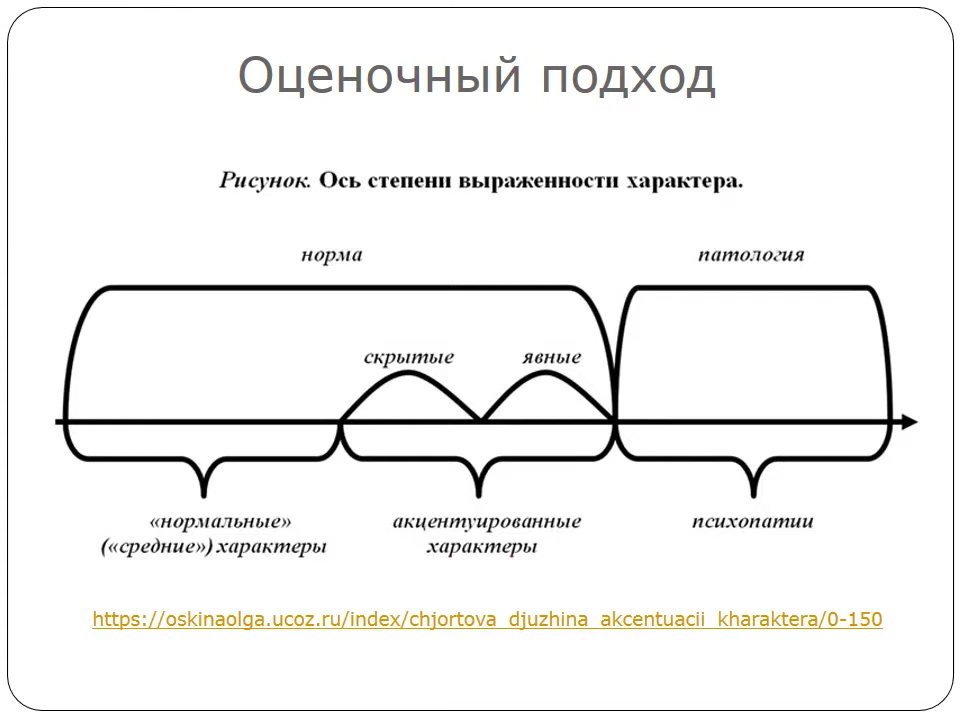 Оценочный подход
Рисунок. Ось степени выраженности характера.
норма
патология
скрытые
явные
«нормальные»
(«средние») характеры
акцентуированные
характеры
психопатии
https://oskinaolga.ucoz.ru/index/chjortova_djuzhina_akcentuacii_kharaktera/0-150